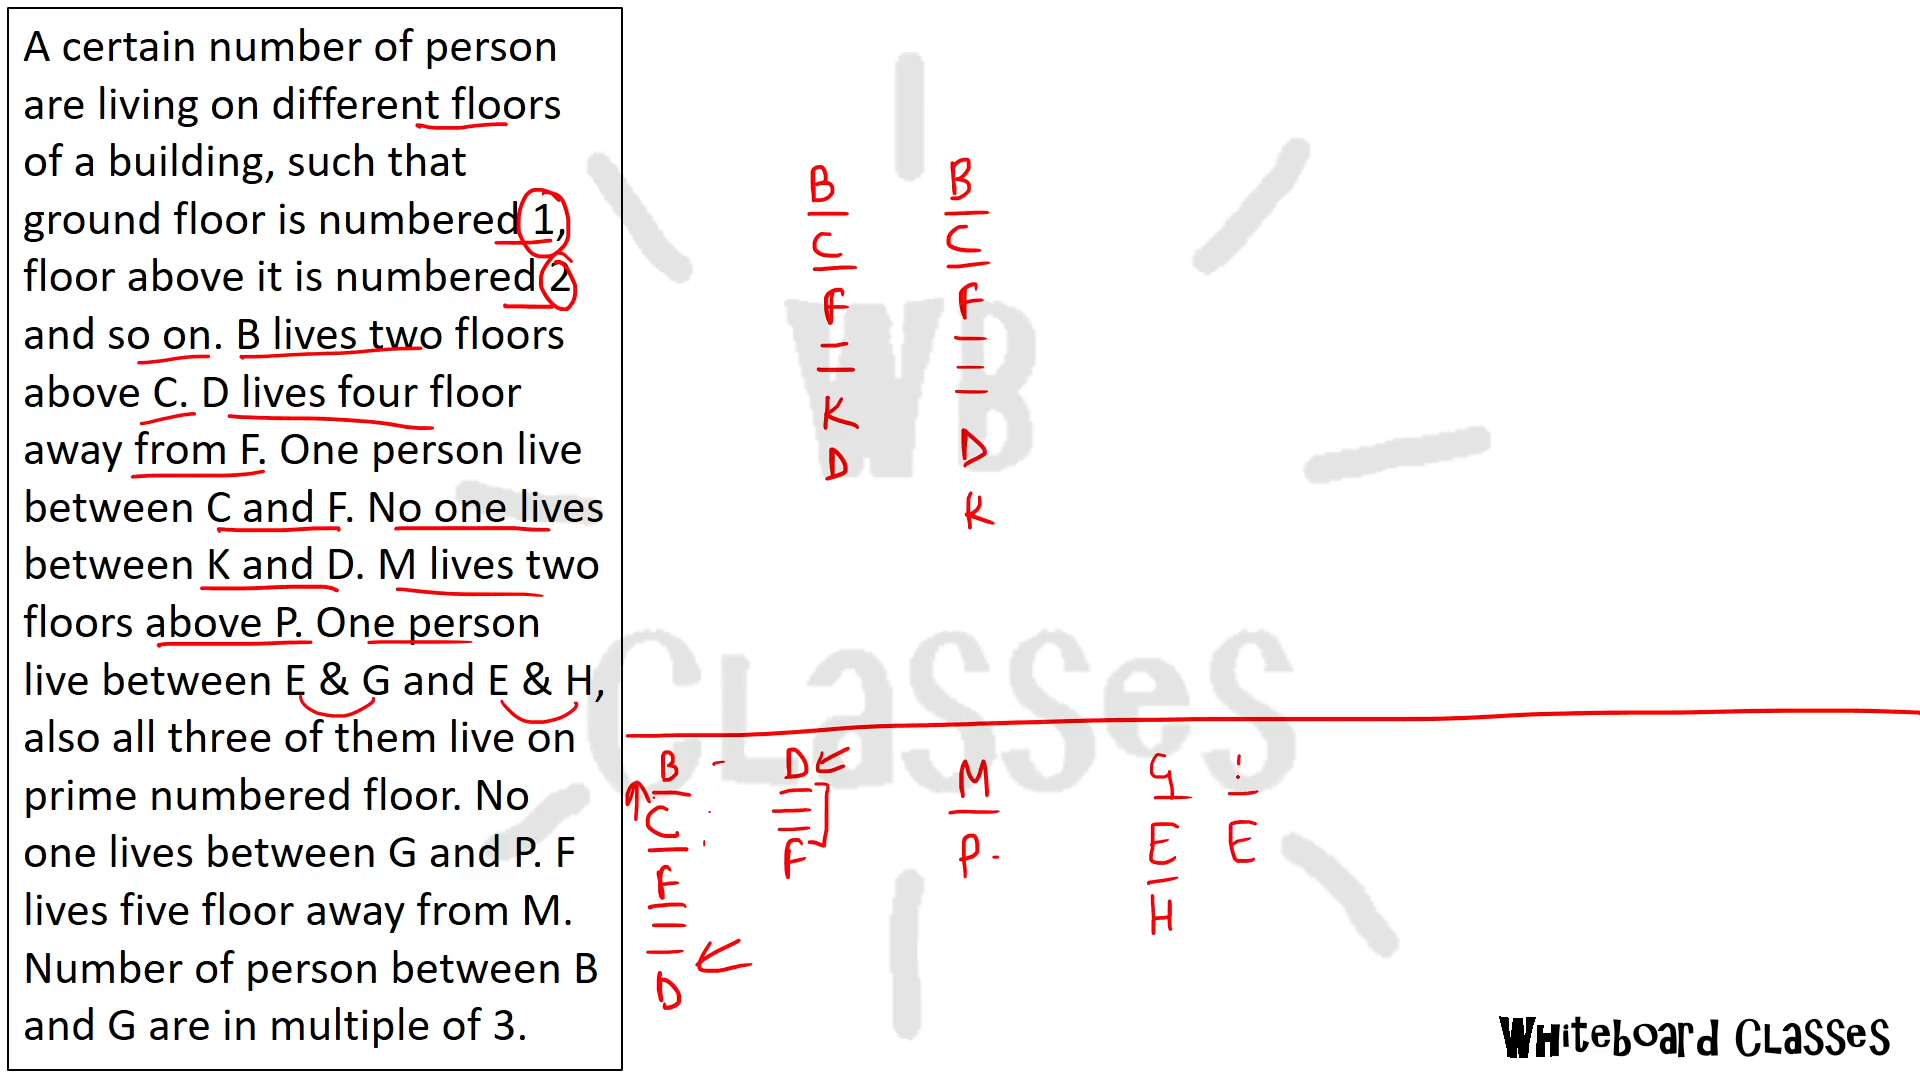 A certain number of person
are living on different floors
of a building, such that
ground floor is numbered 1,
floor above it is numbered 2
and so on. B lives two floors
above C. D lives four floor
away from F. One person live
between C and F. No one lives
between K and D. M lives two
floors above P. One person
live between E & G and E & H,
also all three of them live on
prime numbered floor. No
one lives between G and P. F
lives five floor away from M.
Number of person between B
and G are in multiple of 3.
B B
C C
F F
K D
D K
WB
Classes
B D M G
C E E
F F P H
D
Whiteboard Classes